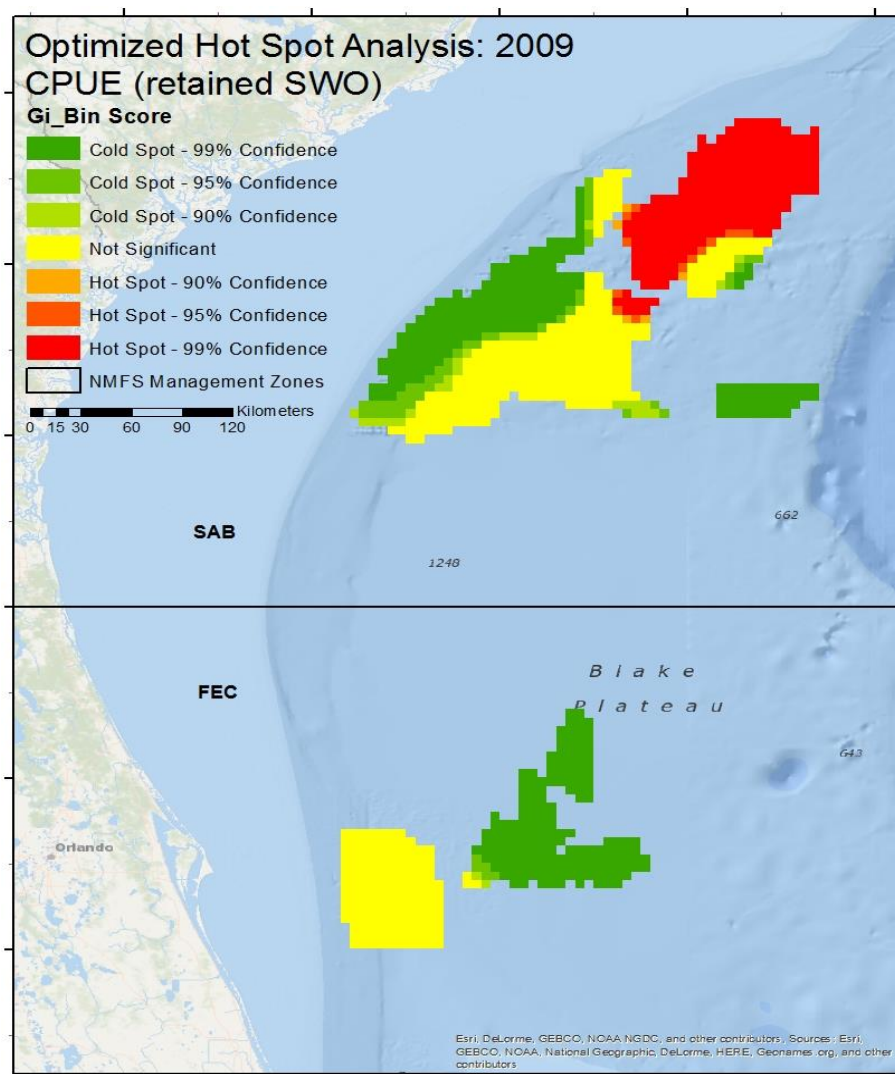 Optimized Hot Spot Analysis: 2009
CPUE (retained SWO)
Gi_Bin Score
Cold Spot - 99% Confidence
Cold Spot - 95% Confidence
Cold Spot - 90% Confidence
Not Significant
Hot Spot - 90% Confidence
Hot Spot - 95% Confidence
Hot Spot - 99% Confidence
NMFS Management Zones
Kilometers
0 15 30 60 90 120
SAB
662
1248
FEC
Blake
Plateau
643
Orlando
Esri, DeLorme, GEBCO, NOAA NGDC, and other contributors, Sources: Esri,
GEBCO, NOAA, National Geographic, DeLorme, HERE, Geonames.org, and other
contributors